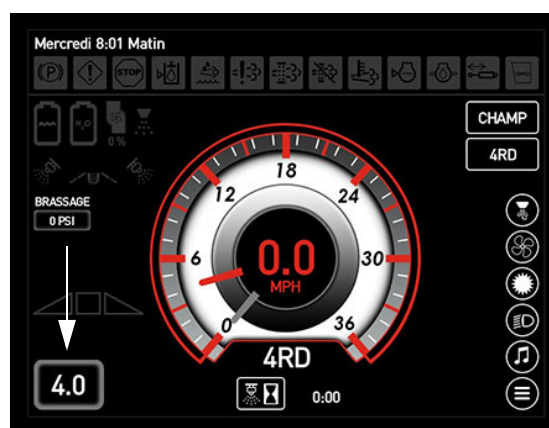 Mercredi 8:01 Matin
STOP
H₂O
0 %
CHAMP
4RD
BRASSAGE
0 PSI
0
6
12
18
24
30
36
0.0
MPH
4RD
4.0
0:00